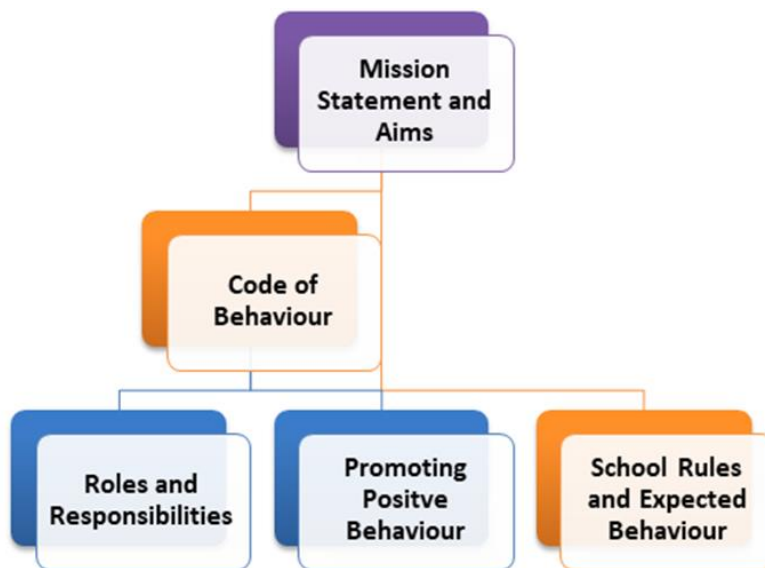 Mission
Statement and
Aims
Code of
Behaviour
Roles and
Responsibilities
Promoting
Positve
Behaviour
School Rules
and Expected
Behaviour